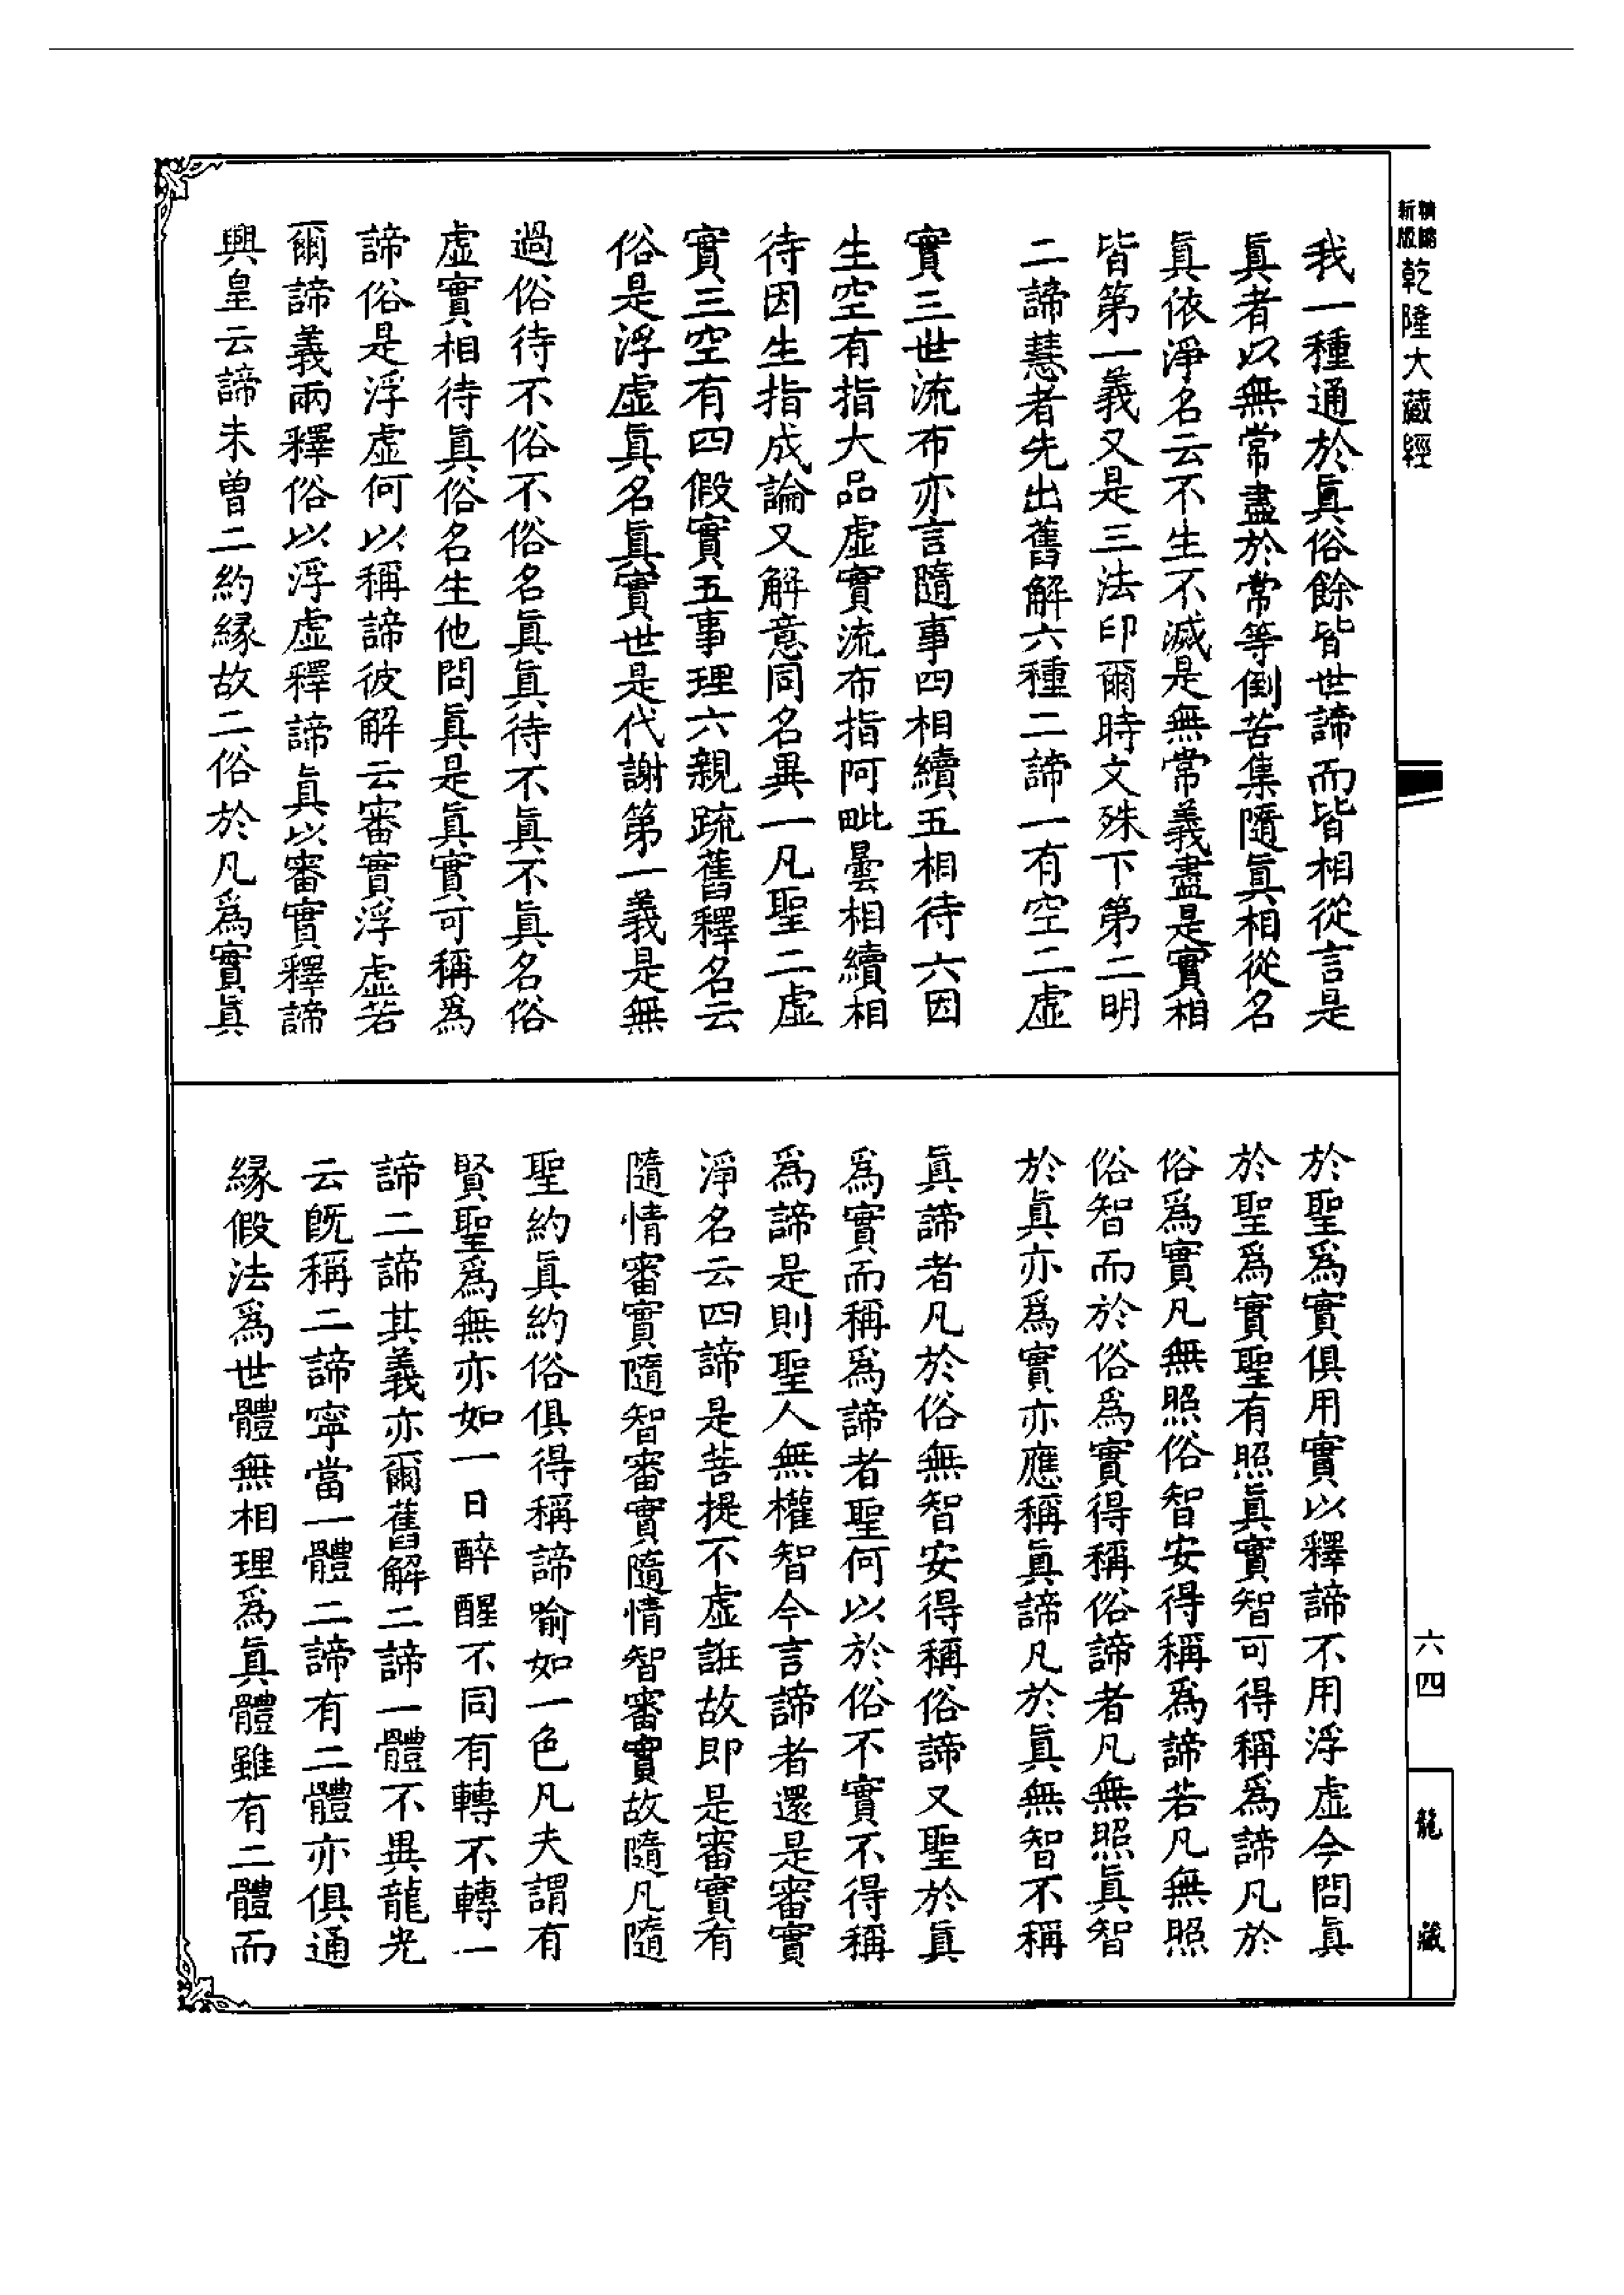 精縮
新版
乾隆大藏經
我一種通於眞俗餘皆世諦而皆相從言是
眞者以無常盡於常等倒苦集隨眞相從名
眞依淨名云不生不滅是無常義盡是實相
皆第一義又是三法印爾時文殊下第二明
二諦慧者先出舊解六種二諦一有空二虛
實三世流布亦言隨事四相續五相待六因
生空有指大品虛實流布指阿毗曇相續相
待因生指成論又解意同名異一凡聖二虛
實三空有四假實五事理六親疏舊釋名云
俗是浮虛眞名眞實世是代謝第一義是無
過俗待不俗不俗名眞眞待不眞不眞名俗
虛實相待眞俗名生他問眞是眞實可稱爲
諦俗是浮虛何以稱諦彼解云審實浮虛若
爾諦義兩釋俗以浮虛釋諦眞以審實釋諦
興皇云諦未曾二約緣故二俗於凡爲實眞
於聖爲實俱用實以釋諦不用浮虛今問眞
於聖爲實聖有照眞實智可得稱爲諦凡於
俗爲實凡無照俗智安得稱爲諦若凡無照
俗智而於俗爲實得稱俗諦者凡無照眞智
於眞亦爲實亦應稱眞諦凡於眞無智不稱
眞諦者凡於俗無智安得稱俗諦又聖於眞
爲實而稱爲諦者聖何以於俗不實不得稱
爲諦是則聖人無權智今言諦者還是審實
淨名云四諦是菩提不虛誑故即是審實有
隨情審實隨智審實隨情智審實故隨凡隨
聖約眞約俗俱得稱諦喻如一色凡夫謂有
賢聖爲無亦如一日醉醒不同有轉不轉一
諦二諦其義亦爾舊解二諦一體不異龍光
云旣稱二諦寧當一體二諦有二體亦俱通
緣假法爲世體無相理爲眞體雖有二體而
六四
龍藏